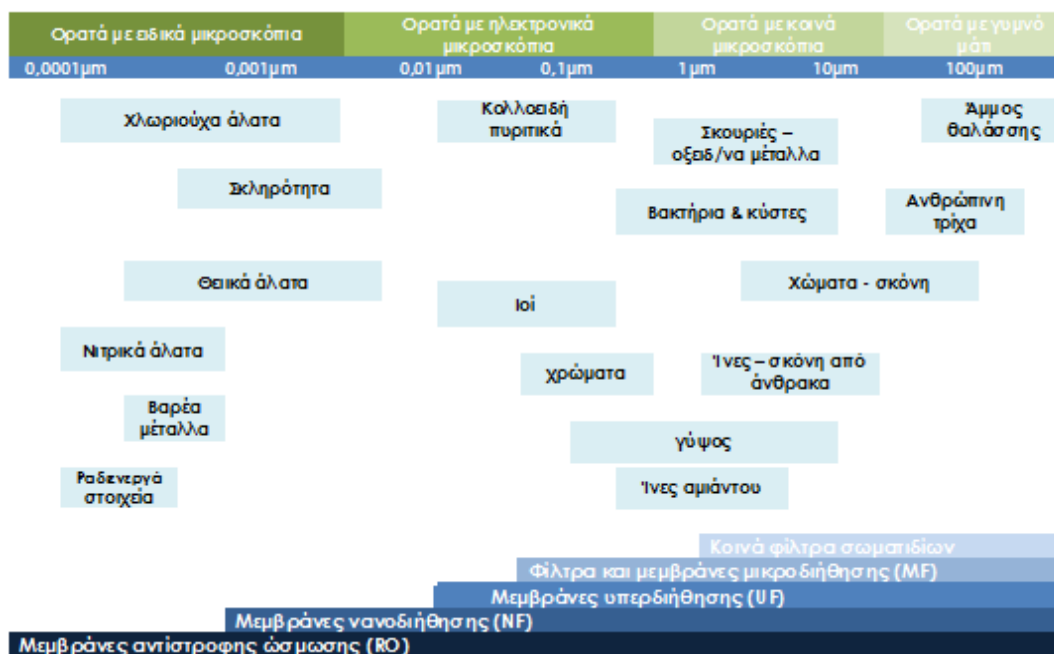 Ορατά με ειδικά μικροσκόπια
Ορατά με ηλεκτρονικά
μικροσκόπια
Ορατά με κοινά
μικροσκόπια
Ορατά με γυμνό
μάτι
0,0001μm 0,001μm 0,01μm 0,1μm 1μm 10μm 100μm
Χλωριούχα άλατα
Κολλοειδή
πυριτικά
Σκουριές –
οξειδ/να μέταλλα
Άμμος
θαλάσσης
Σκληρότητα
Βακτήρια & κύστες
Ανθρώπινη
τρίχα
Θειικά άλατα
Ιοί
Χώματα - σκόνη
Νιτρικά άλατα
χρώματα
Ίνες – σκόνη από
άνθρακα
Βαρέα
μέταλλα
γύψος
Ραδιενεργά
στοιχεία
Ίνες αμιάντου
Κοινά φίλτρα σωματιδίων
Φίλτρα και μεμβράνες μικροδιήθησης (MF)
Μεμβράνες υπερδιήθησης (UF)
Μεμβράνες νανοδιήθησης (NF)
Μεμβράνες αντίστροφης ώσμωσης (RO)